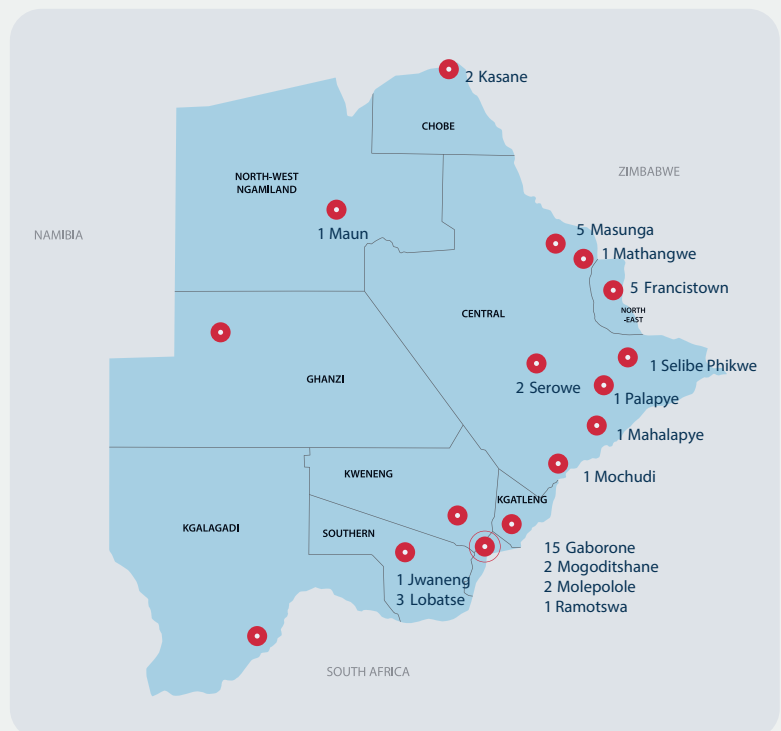 2 Kasane
CHOBE
ZIMBABWE
NORTH-WEST
NGAMILAND
NAMIBIA
1 Maun
5 Masunga
1 Mathangwe
5 Francistown
CENTRAL
NORTH
-EAST
1 Selibe Phikwe
GHANZI
2 Serowe
1 Palapye
1 Mahalapye
KWENENG
1 Mochudi
KGATLENG
KGALAGADI
SOUTHERN
15 Gaborone
2 Mogoditshane
2 Molepolole
1 Ramotswa
1 Jwaneng
3 Lobatse
SOUTH AFRICA